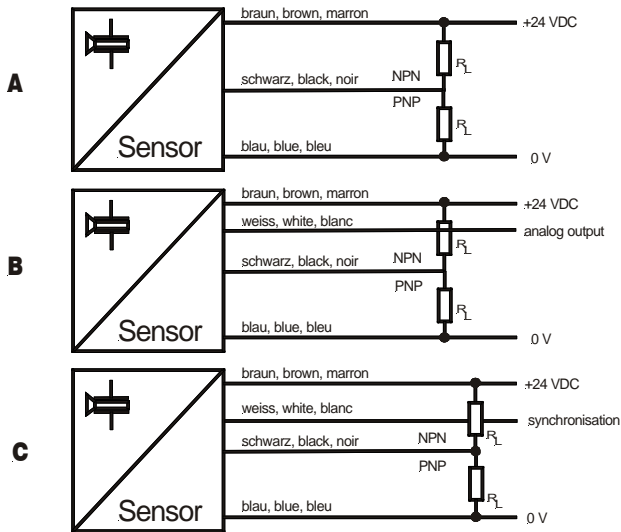 braun, brown, marron
+24 VDC
R L
A
schwarz, black, noir
NPN
PNP
R L
Sensor
blau, blue, bleu
0 V
braun, brown, marron
+24 VDC
weiss, white, blanc
analog output
R L
B
schwarz, black, noir
NPN
PNP
R L
Sensor
blau, blue, bleu
0 V
braun, brown, marron
+24 VDC
weiss, white, blanc
synchronisation
R L
C
schwarz, black, noir
NPN
PNP
R L
Sensor
blau, blue, bleu
0 V